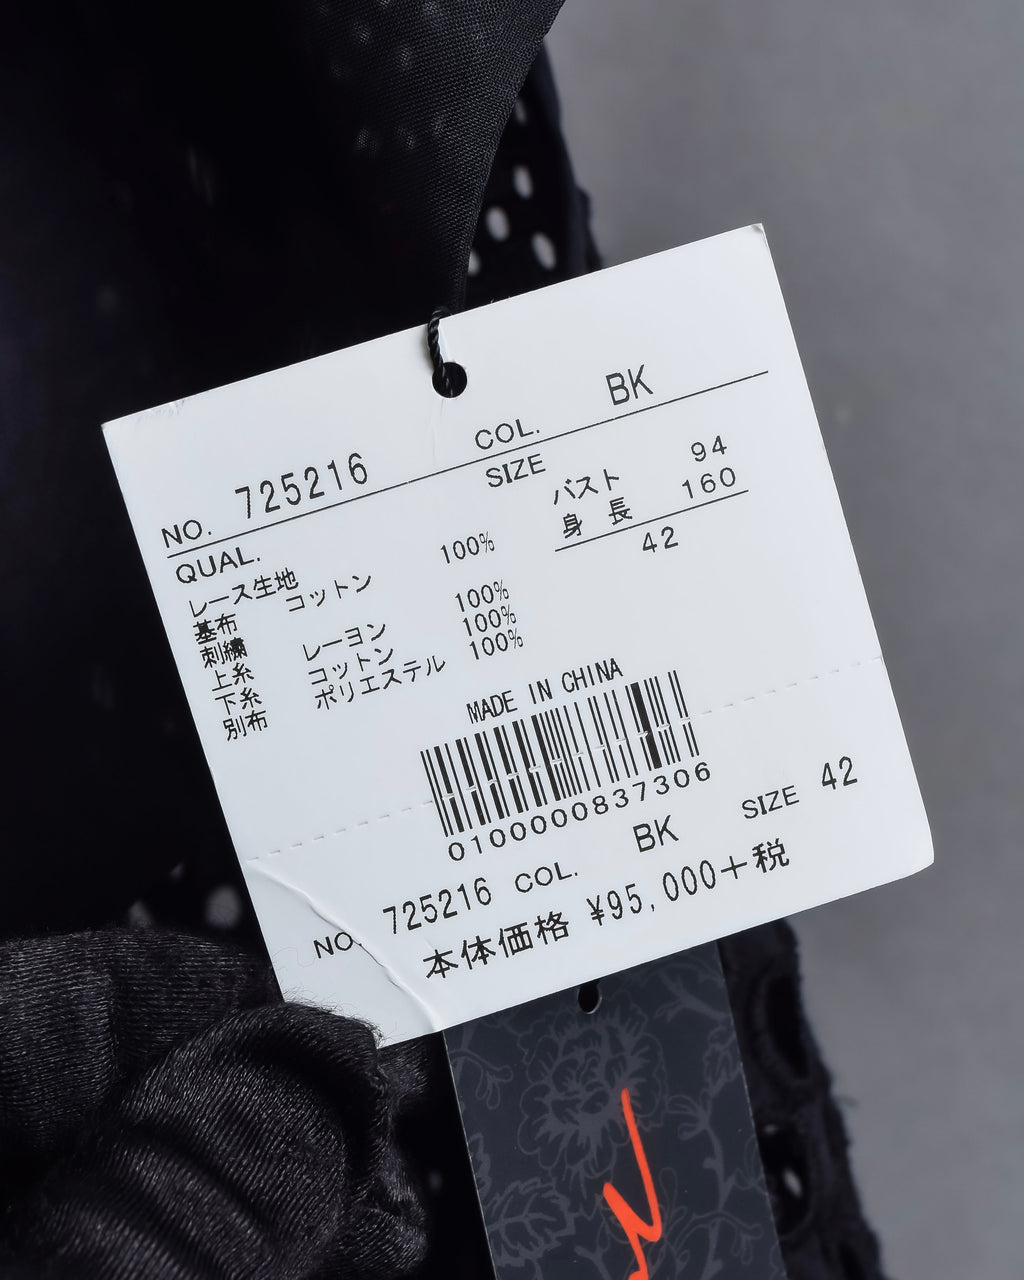 NO. 725216 COL. BK
QUAL. SIZE
レース生地 バスト 94
基布 コットン 100% 身長 160
刺繍 42
上糸 レーヨン 100%
下糸 コットン 100%
別布 ポリエステル 100%
MADE IN CHINA
0100000837306
NO. 725216 COL. BK SIZE 42
本体価格 ¥95,000+税